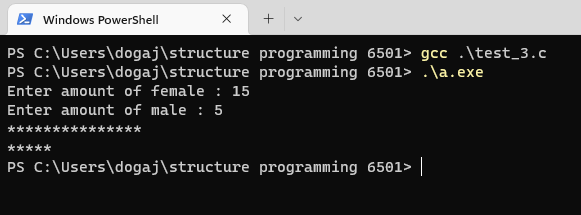 Windows PowerShell
PS C:\Users\dogaj\structure programming 6501> gcc .\test_3.c
PS C:\Users\dogaj\structure programming 6501> .\a.exe
Enter amount of female : 15
Enter amount of male : 5
***************
*****
PS C:\Users\dogaj\structure programming 6501>